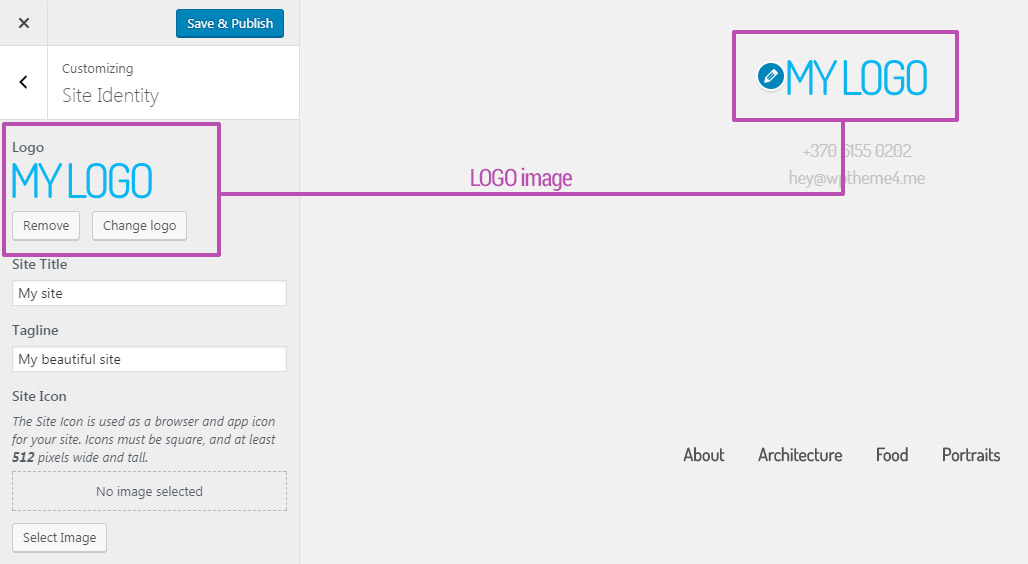 Save & Publish
Customizing
Site Identity
Logo
MY LOGO
Remove
Change logo
Site Title
My site
Tagline
My beautiful site
Site Icon
The Site Icon is used as a browser and app icon
for your site. Icons must be square, and at least
512 pixels wide and tall.
No image selected
Select Image
LOGO image
MY LOGO
+370 6155 0202
hey@wptheme4.me
About
Architecture
Food
Portraits